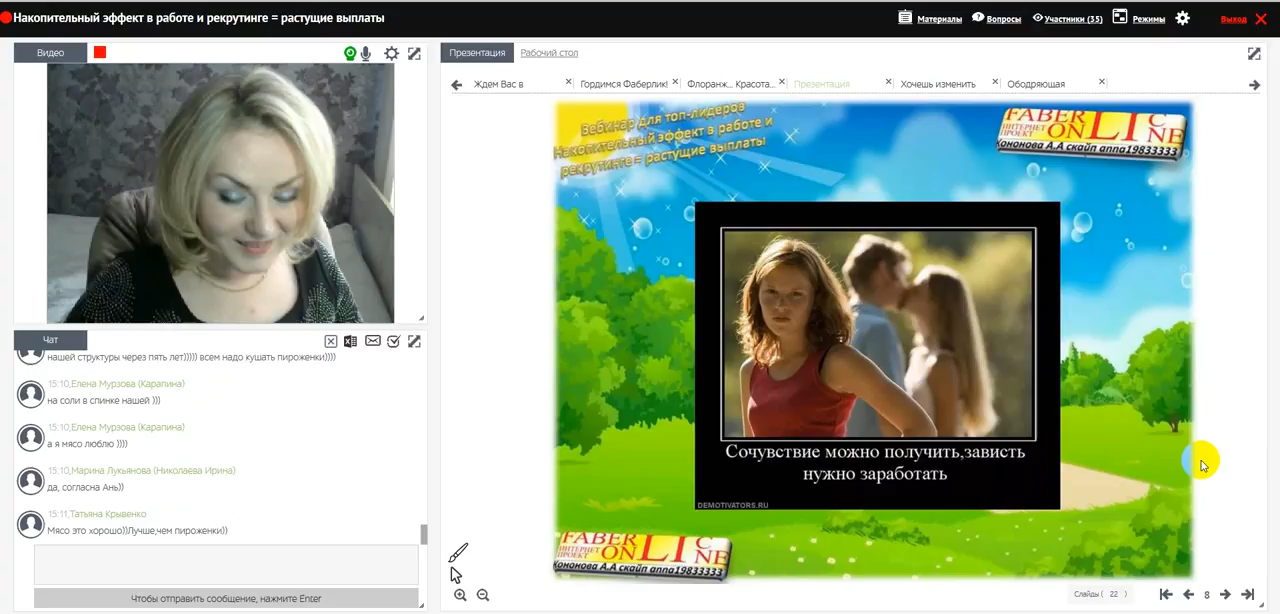 Накопительный эффект в работе и рекрутинге = растущие выплаты
Материалы
Вопросы
Участники (35)
Режимы
Выход
Видео
Презентация
Рабочий стол
Ждем Вас в
Гордимся Фаберлик!
Флоранж... Красота...
Презентация
Хочешь изменить
Ободряющая
Вебинар для топ-лидеров
Накопительный эффект в работе и
рекрутинге= растущие выплаты
FABERLIC
ИНТЕРНЕТ ONLINE
ПРОЕКТ
Кононова А.А скайп anna19833333
Сочувствие можно получить,зависть
нужно заработать
DEMOTIVATORS.RU
FABERLIC
ИНТЕРНЕТ ONLINE
ПРОЕКТ
Кононова А.А скайп anna19833333
Чат
нашей структуры через пять лет))))) всем надо кушать пироженки))))
15:10,Елена Мурзова (Карапина)
на соли в спинке нашей )))
15:10,Елена Мурзова (Карапина)
а я мясо люблю ))))
15:10,Марина Лукьянова (Николаева Ирина)
да, согласна Ань))
15:11,Татьяна Крывенко
Мясо это хорошо))Лучше,чем пироженки))
Чтобы отправить сообщение, нажмите Enter
Слайды ( 22 )
8